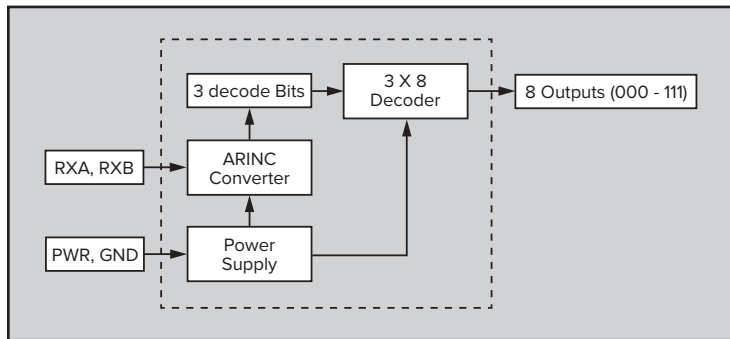 3 decode Bits
3 X 8
Decoder
8 Outputs (000 - 111)
RXA, RXB
ARINC
Converter
PWR, GND
Power
Supply